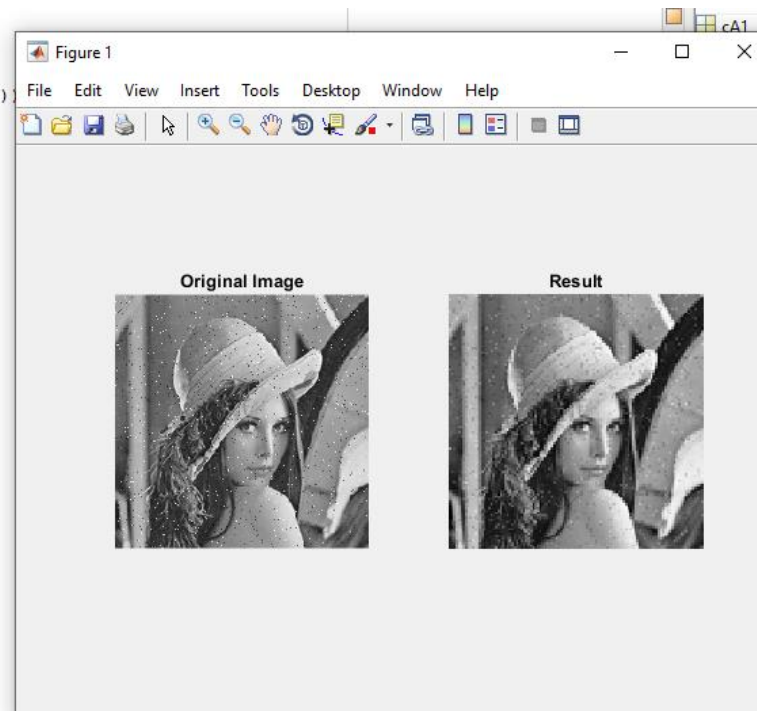 cA1
Figure 1
))
File Edit View Insert Tools Desktop Window Help
Original Image Result